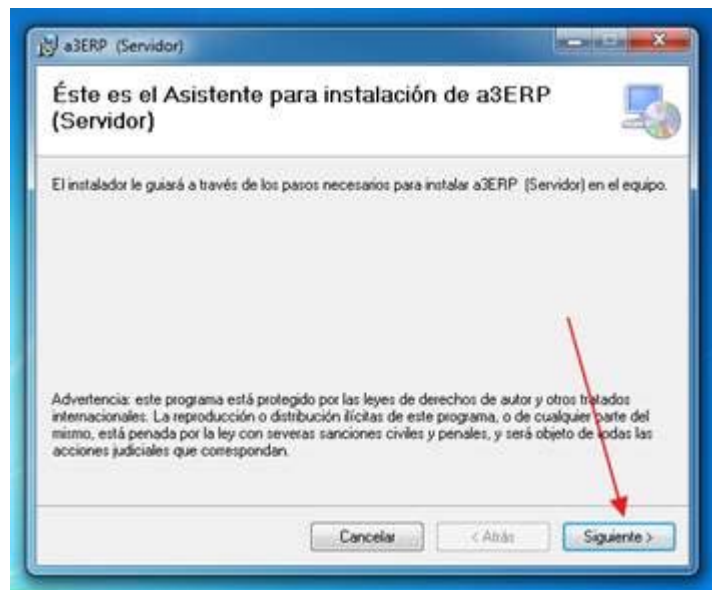 a3ERP (Servidor)
Éste es el Asistente para instalación de a3ERP
(Servidor)
El instalador le guiará a través de los pasos necesarios para instalar a3ERP (Servidor) en el equipo.
Advertencia: este programa está protegido por las leyes de derechos de autor y otros tratados
internacionales. La reproducción o distribución ilícitas de este programa, o de cualquier parte del
mismo, está penada por la ley con severas sanciones civiles y penales, y será objeto de todas las
acciones judiciales que correspondan.
Cancelar < Atrás Siguiente >